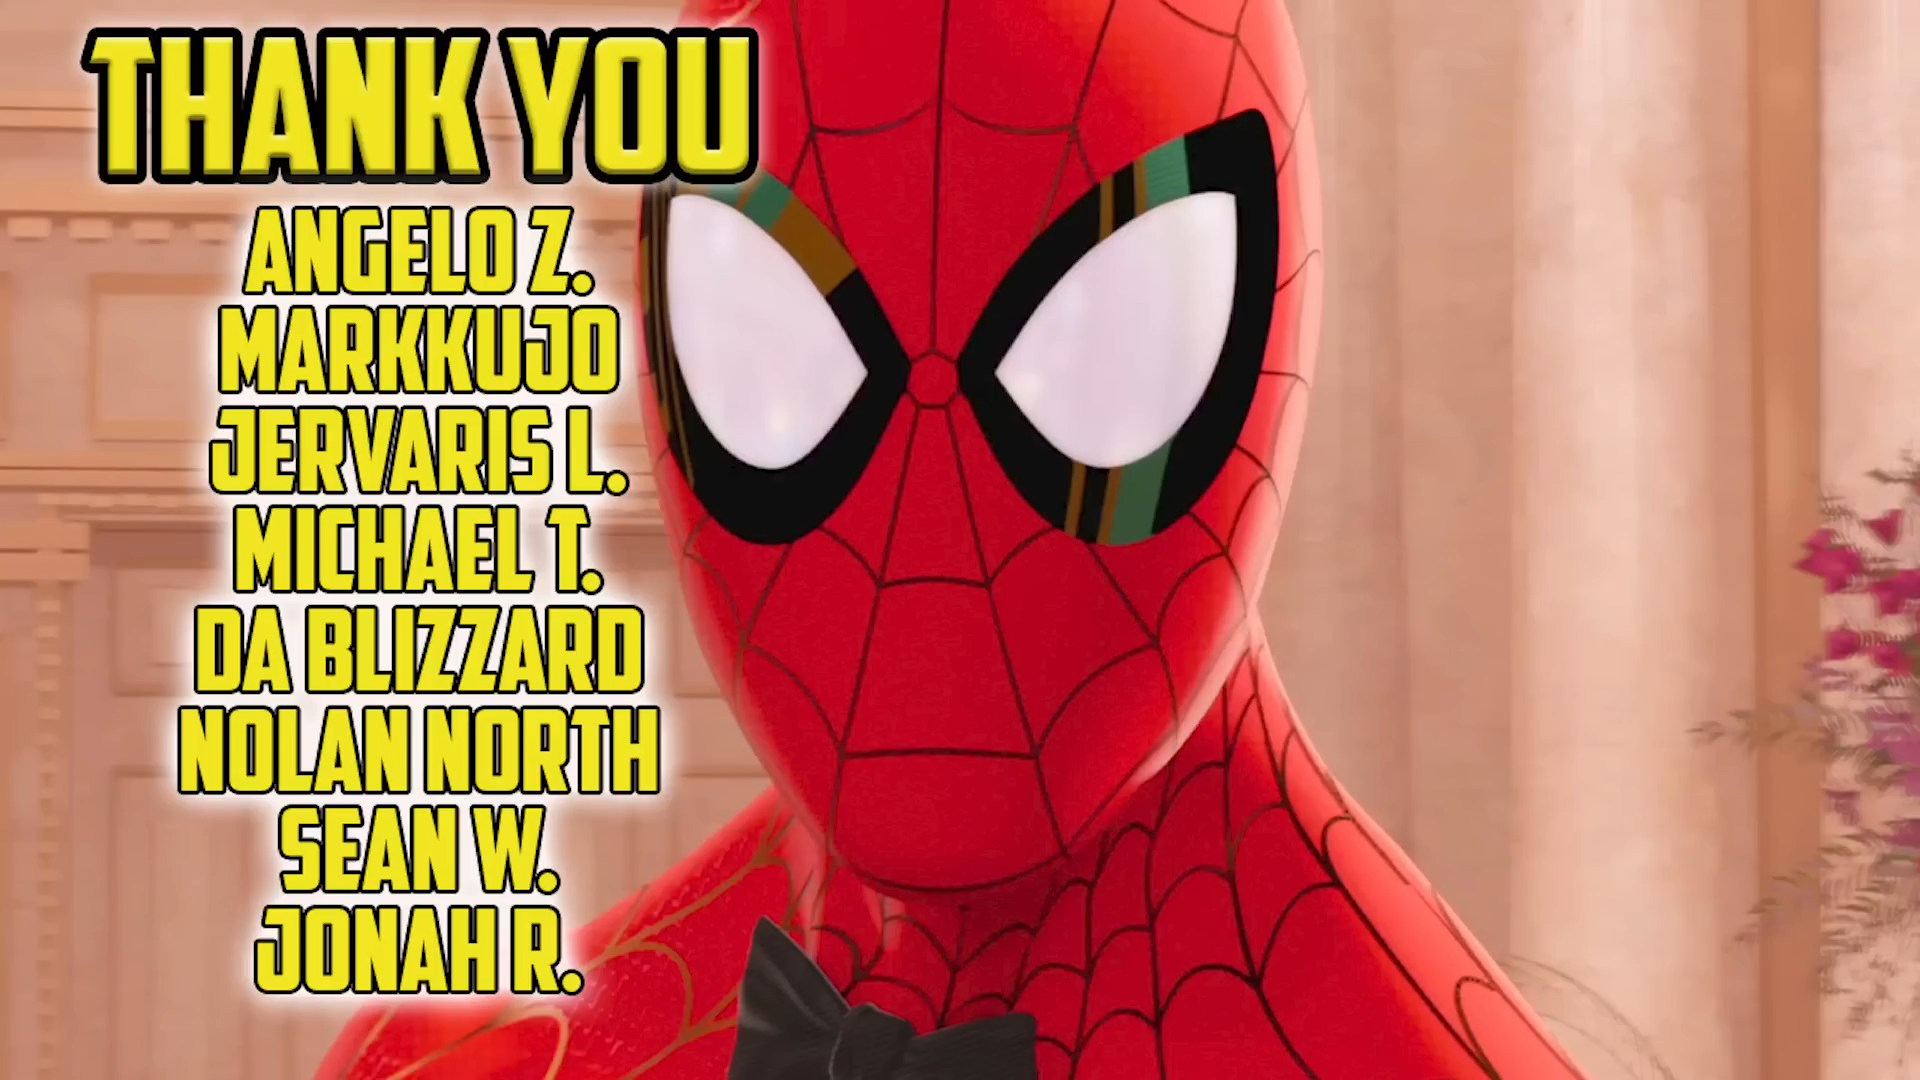 THANK YOU
ANGELO Z.
MARKKUJO
JERVARIS L.
MICHAEL T.
DA BLIZZARD
NOLAN NORTH
SEAN W.
JONAH R.